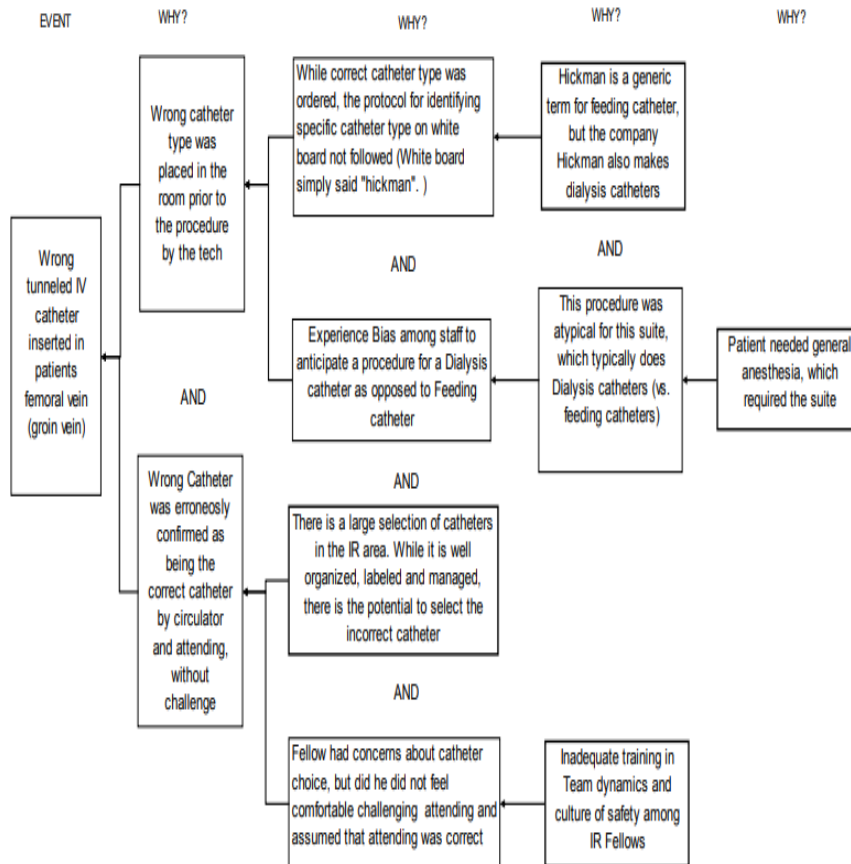 EVENT
WHY?
WHY?
WHY?
WHY?
Wrong
tunneled IV
catheter
inserted in
patients
femoral vein
(groin vein)
Wrong catheter
type was
placed in the
room prior to
the procedure
by the tech
AND
Wrong Catheter
was erroneosly
confirmed as
being the
correct catheter
by circulator
and attending,
without
challenge
While correct catheter type was
ordered, the protocol for identifying
specific catheter type on white
board not followed (White board
simply said "hickman". )
AND
Experience Bias among staff to
anticipate a procedure for a Dialysis
catheter as opposed to Feeding
catheter
AND
There is a large selection of catheters
in the IR area. While it is well
organized, labeled and managed,
there is the potential to select the
incorrect catheter
AND
Fellow had concerns about catheter
choice, but did he did not feel
comfortable challenging attending and
assumed that attending was correct
Hickman is a generic
term for feeding catheter,
but the company
Hickman also makes
dialysis catheters
AND
This procedure was
atypical for this suite,
which typically does
Dialysis catheters (vs.
feeding catheters)
Inadequate training in
Team dynamics and
culture of safety among
IR Fellows
Patient needed general
anesthesia, which
required the suite